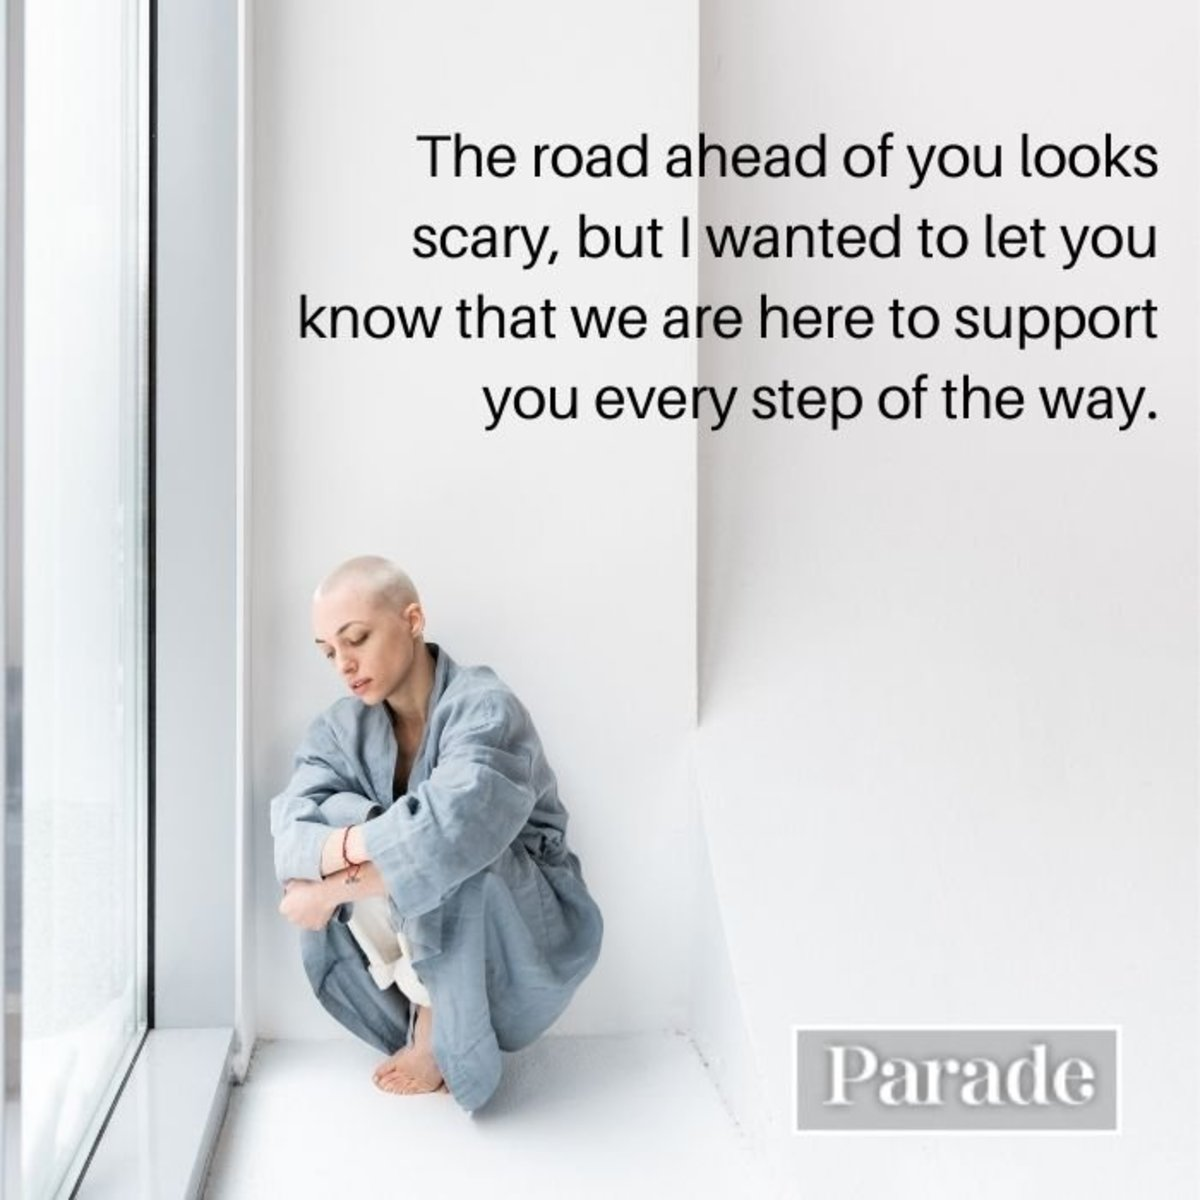 The road ahead of you looks
scary, but I wanted to let you
know that we are here to support
you every step of the way.
Parade